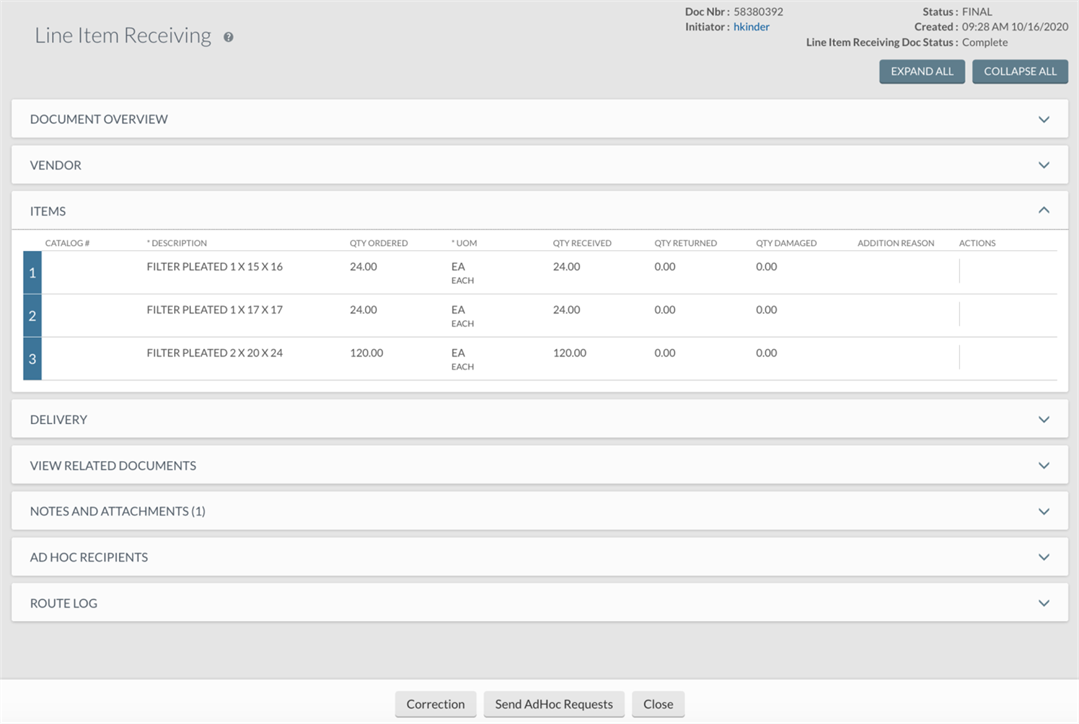 Line Item Receiving
Doc Nbr : 58380392
Status : FINAL
Initiator : hkinder
Created : 09:28 AM 10/16/2020
Line Item Receiving Doc Status : Complete
EXPAND ALL COLLAPSE ALL
DOCUMENT OVERVIEW
VENDOR
ITEMS
CATALOG # * DESCRIPTION QTY ORDERED * UOM QTY RECEIVED QTY RETURNED QTY DAMAGED ADDITION REASON ACTIONS
1 FILTER PLEATED 1 X 15 X 16 24.00 EA 24.00 0.00 0.00
EACH
2 FILTER PLEATED 1 X 17 X 17 24.00 EA 24.00 0.00 0.00
EACH
3 FILTER PLEATED 2 X 20 X 24 120.00 EA 120.00 0.00 0.00
EACH
DELIVERY
VIEW RELATED DOCUMENTS
NOTES AND ATTACHMENTS (1)
AD HOC RECIPIENTS
ROUTE LOG
Correction Send AdHoc Requests Close